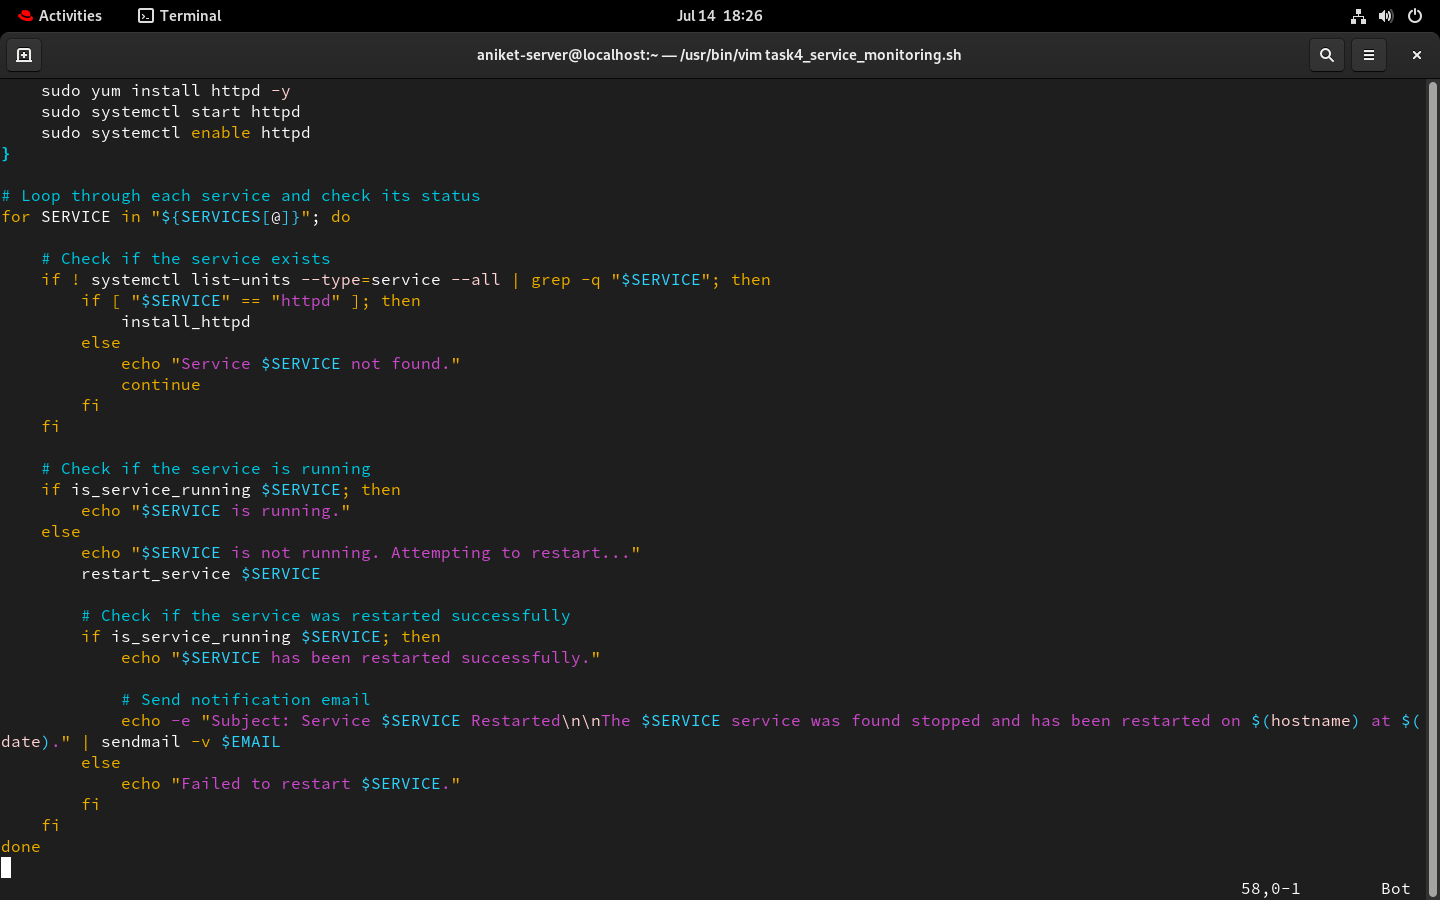 Activities Terminal Jul 14 18:26
aniket-server@localhost:~ — /usr/bin/vim task4_service_monitoring.sh
    sudo yum install httpd -y
    sudo systemctl start httpd
    sudo systemctl enable httpd
}

# Loop through each service and check its status
for SERVICE in "${SERVICES[@]}"; do

    # Check if the service exists
    if ! systemctl list-units --type=service --all | grep -q "$SERVICE"; then
        if [ "$SERVICE" == "httpd" ]; then
            install_httpd
        else
            echo "Service $SERVICE not found."
            continue
        fi
    fi

    # Check if the service is running
    if is_service_running $SERVICE; then
        echo "$SERVICE is running."
    else
        echo "$SERVICE is not running. Attempting to restart..."
        restart_service $SERVICE

        # Check if the service was restarted successfully
        if is_service_running $SERVICE; then
            echo "$SERVICE has been restarted successfully."

            # Send notification email
            echo -e "Subject: Service $SERVICE Restarted\n\nThe $SERVICE service was found stopped and has been restarted on $(hostname) at $(
date)." | sendmail -v $EMAIL
        else
            echo "Failed to restart $SERVICE."
        fi
    fi
done
58,0-1 Bot